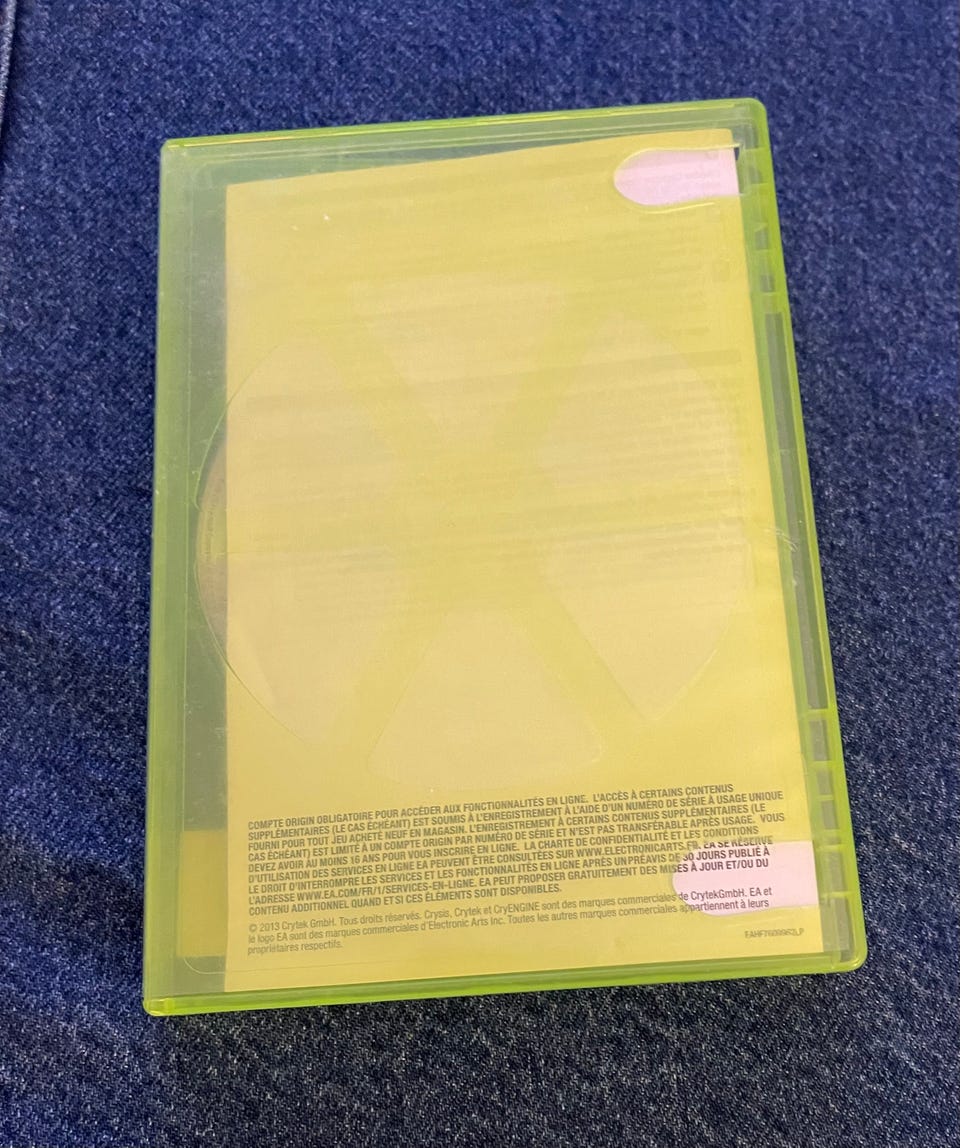 COMPTE ORIGIN OBLIGATOIRE POUR ACCÉDER AUX FONCTIONNALITÉS EN LIGNE. L'ACCÈS À CERTAINS CONTENUS
SUPPLÉMENTAIRES (LE CAS ÉCHÉANT) EST SOUMIS À L'ENREGISTREMENT À L'AIDE D'UN NUMÉRO DE SÉRIE À USAGE UNIQUE
FOURNI POUR TOUT JEU ACHETÉ NEUF EN MAGASIN. L'ENREGISTREMENT À CERTAINS CONTENUS SUPPLÉMENTAIRES (LE
CAS ÉCHÉANT) EST LIMITÉ À UN COMPTE ORIGIN PAR NUMÉRO DE SÉRIE ET N'EST PAS TRANSFÉRABLE APRÈS USAGE. VOUS
DEVEZ AVOIR AU MOINS 16 ANS POUR VOUS INSCRIRE EN LIGNE. LA CHARTE DE CONFIDENTIALITÉ ET LES CONDITIONS
D'UTILISATION DES SERVICES EN LIGNE EA PEUVENT ÊTRE CONSULTÉES SUR WWW.ELECTRONICARTS.FR. EA SE RÉSERVE
LE DROIT D'INTERROMPRE LES SERVICES ET LES FONCTIONNALITÉS EN LIGNE APRÈS UN PRÉAVIS DE 30 JOURS PUBLIÉ À
L'ADRESSE WWW.EA.COM/FR/1/SERVICES-EN-LIGNE. EA PEUT PROPOSER GRATUITEMENT DES MISES À JOUR ET/OU DU
CONTENU ADDITIONNEL QUAND ET SI CES ÉLÉMENTS SONT DISPONIBLES.
© 2013 Crytek GmbH. Tous droits réservés. Crysis, Crytek et CryENGINE sont des marques commerciales de CrytekGmbH. EA et
le logo EA sont des marques commerciales d'Electronic Arts Inc. Toutes les autres marques commerciales appartiennent à leurs
propriétaires respectifs.